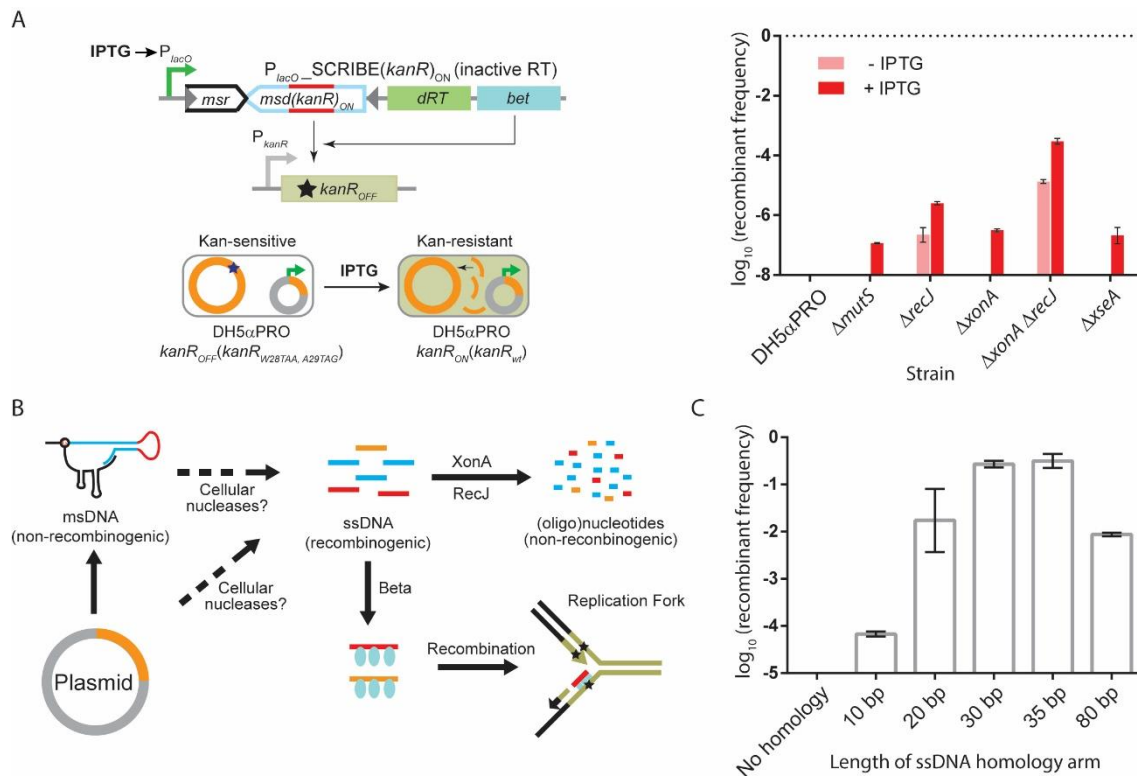 A
IPTG
PlacO
PlacO_SCRIBE(kanR)ON (inactive RT)
msr
msd(kanR)ON
dRT
bet
PkanR
kanROFF
Kan-sensitive
Kan-resistant
IPTG
DH5αPRO
kanROFF(kanRW28TAA, A29TAG)
DH5αPRO
kanRON(kanRwt)
log10 (recombinant frequency)
0
-2
-4
-6
-8
- IPTG
+ IPTG
DH5αPRO
ΔmutS
ΔrecJ
ΔxonA
ΔxonA ΔrecJ
ΔxseA
Strain
B
msDNA
(non-recombinogenic)
Cellular
nucleases?
Cellular
nucleases?
Plasmid
ssDNA
(recombinogenic)
XonA
RecJ
(oligo)nucleotides
(non-reconbinogenic)
Beta
Recombination
Replication Fork
C
log10 (recombinant frequency)
0
-1
-2
-3
-4
-5
No homology
10 bp
20 bp
30 bp
35 bp
80 bp
Length of ssDNA homology arm